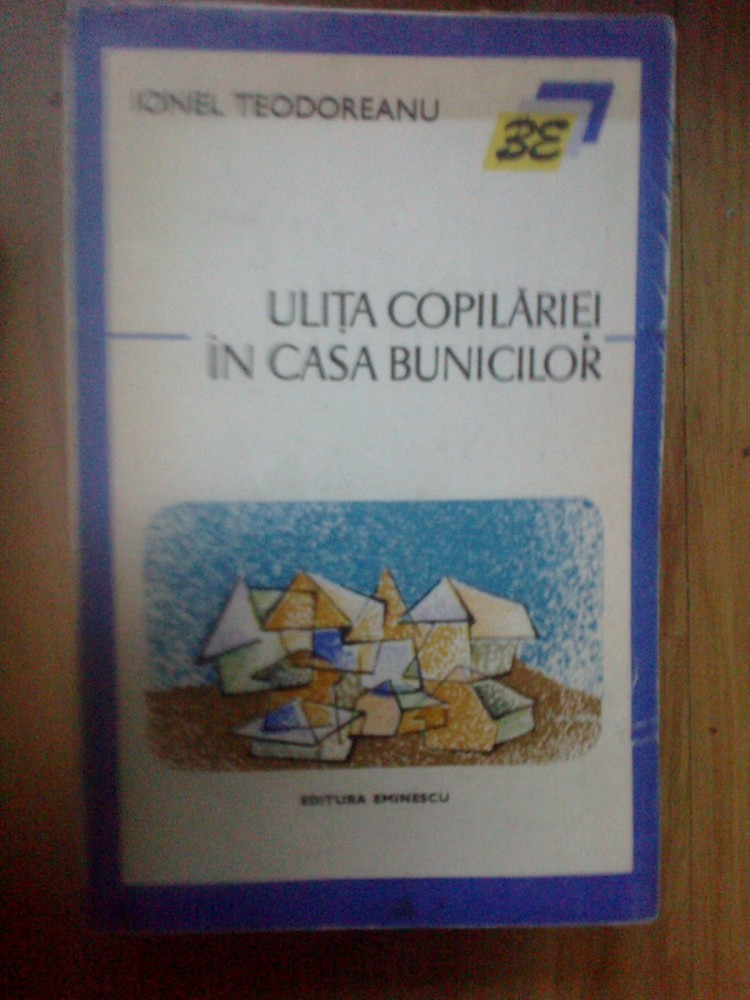 IONEL TEODOREANU
BE
ULIȚA COPILĂRIEI
ÎN CASA BUNICILOR
EDITURA EMINESCU